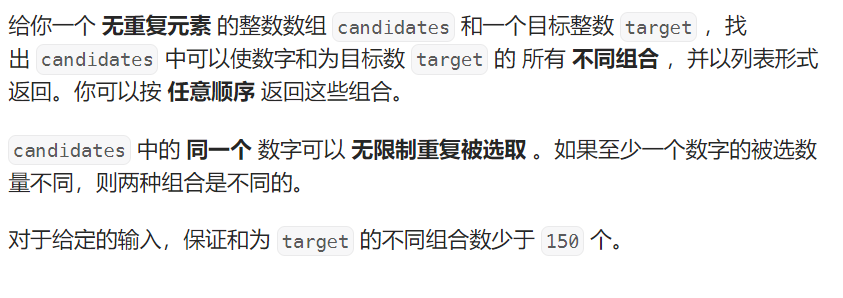 给你一个 无重复元素 的整数数组 candidates 和一个目标整数 target ，找
出 candidates 中可以使数字和为目标数 target 的 所有 不同组合 ，并以列表形式
返回。你可以按 任意顺序 返回这些组合。
candidates 中的 同一个 数字可以 无限制重复被选取 。如果至少一个数字的被选数
量不同，则两种组合是不同的。
对于给定的输入，保证和为 target 的不同组合数少于 150 个。